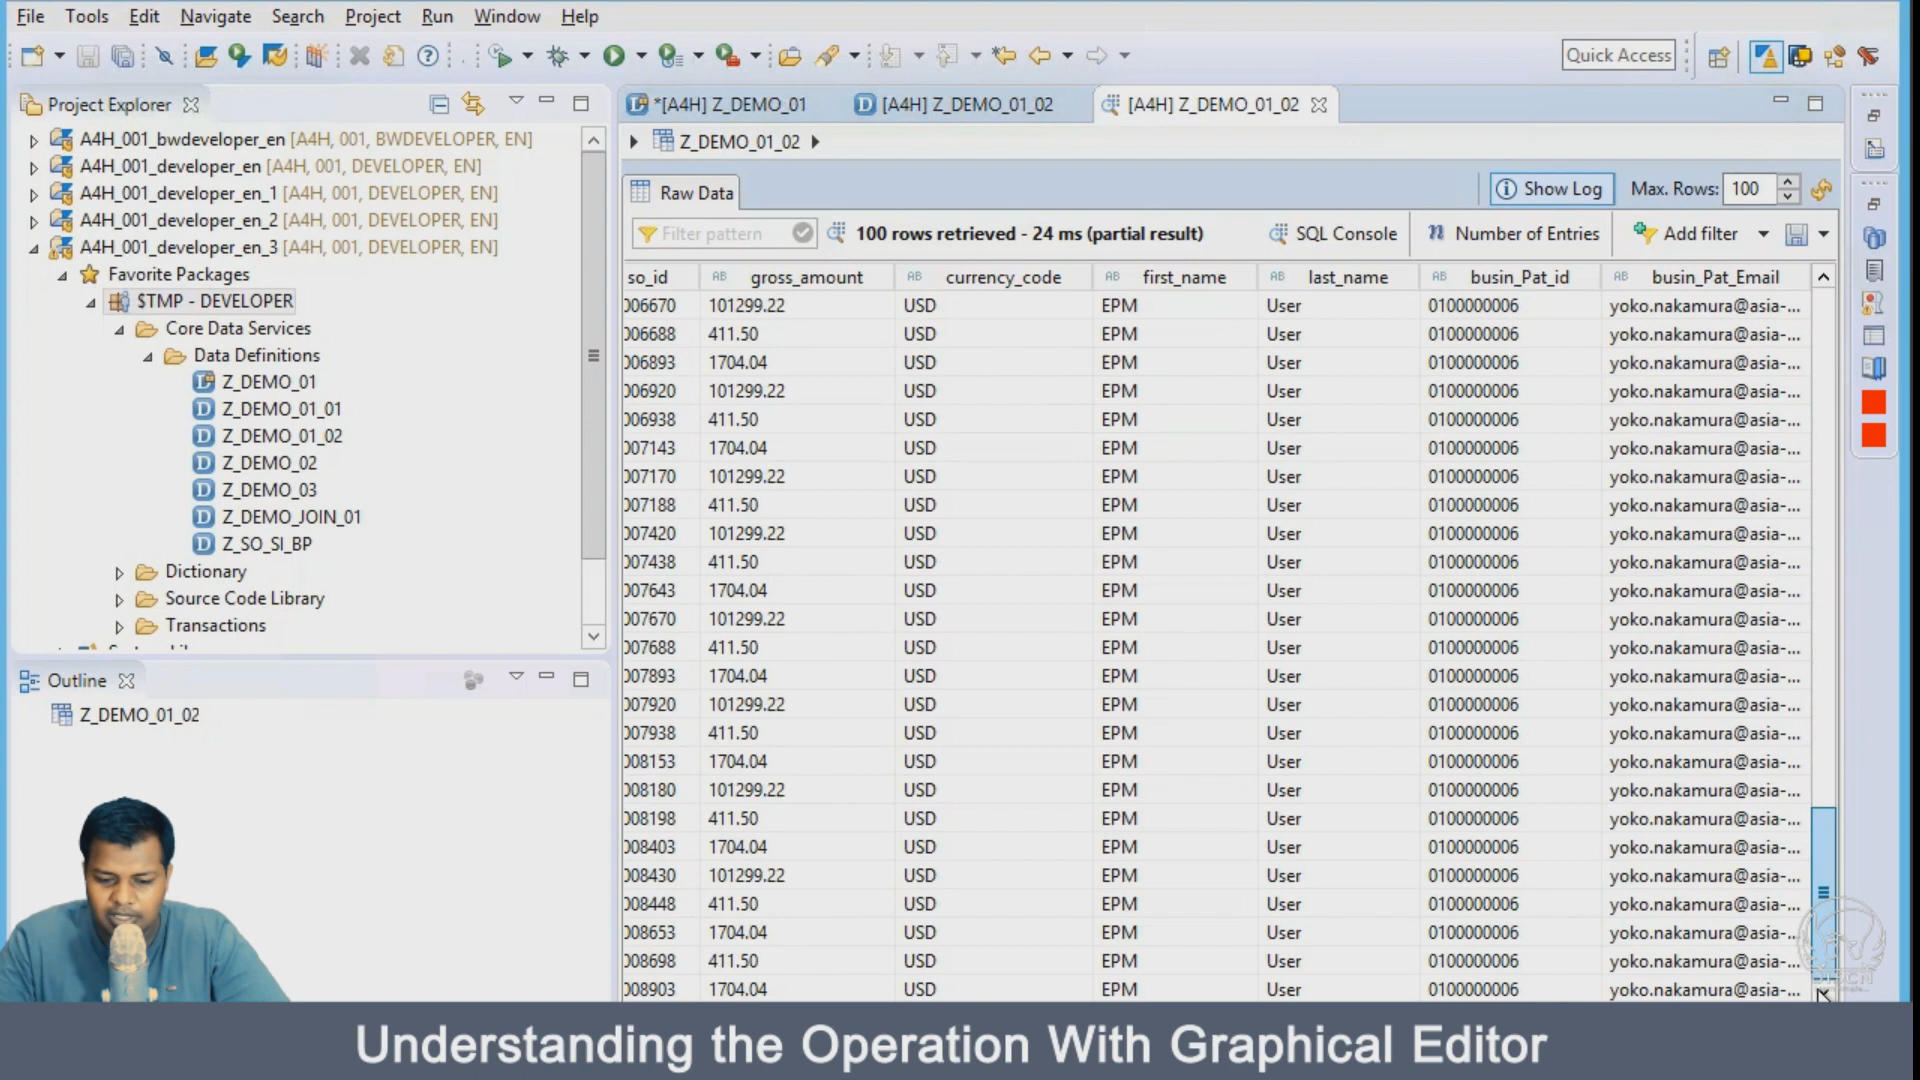 File Tools Edit Navigate Search Project Run Window Help
Quick Access
Project Explorer
A4H_001_bwdeveloper_en [A4H, 001, BWDEVELOPER, EN]
A4H_001_developer_en [A4H, 001, DEVELOPER, EN]
A4H_001_developer_en_1 [A4H, 001, DEVELOPER, EN]
A4H_001_developer_en_2 [A4H, 001, DEVELOPER, EN]
A4H_001_developer_en_3 [A4H, 001, DEVELOPER, EN]
Favorite Packages
$TMP - DEVELOPER
Core Data Services
Data Definitions
Z_DEMO_01
Z_DEMO_01_01
Z_DEMO_01_02
Z_DEMO_02
Z_DEMO_03
Z_DEMO_JOIN_01
Z_SO_SI_BP
Dictionary
Source Code Library
Transactions
Outline
Z_DEMO_01_02
*[A4H] Z_DEMO_01 [A4H] Z_DEMO_01_02 [A4H] Z_DEMO_01_02
Z_DEMO_01_02
Raw Data Show Log Max. Rows: 100
Filter pattern 100 rows retrieved - 24 ms (partial result) SQL Console Number of Entries Add filter
so_id gross_amount currency_code first_name last_name busin_Pat_id busin_Pat_Email
006670 101299.22 USD EPM User 0100000006 yoko.nakamura@asia-...
006688 411.50 USD EPM User 0100000006 yoko.nakamura@asia-...
006893 1704.04 USD EPM User 0100000006 yoko.nakamura@asia-...
006920 101299.22 USD EPM User 0100000006 yoko.nakamura@asia-...
006938 411.50 USD EPM User 0100000006 yoko.nakamura@asia-...
007143 1704.04 USD EPM User 0100000006 yoko.nakamura@asia-...
007170 101299.22 USD EPM User 0100000006 yoko.nakamura@asia-...
007188 411.50 USD EPM User 0100000006 yoko.nakamura@asia-...
007420 101299.22 USD EPM User 0100000006 yoko.nakamura@asia-...
007438 411.50 USD EPM User 0100000006 yoko.nakamura@asia-...
007643 1704.04 USD EPM User 0100000006 yoko.nakamura@asia-...
007670 101299.22 USD EPM User 0100000006 yoko.nakamura@asia-...
007688 411.50 USD EPM User 0100000006 yoko.nakamura@asia-...
007893 1704.04 USD EPM User 0100000006 yoko.nakamura@asia-...
007920 101299.22 USD EPM User 0100000006 yoko.nakamura@asia-...
007938 411.50 USD EPM User 0100000006 yoko.nakamura@asia-...
008153 1704.04 USD EPM User 0100000006 yoko.nakamura@asia-...
008180 101299.22 USD EPM User 0100000006 yoko.nakamura@asia-...
008198 411.50 USD EPM User 0100000006 yoko.nakamura@asia-...
008403 1704.04 USD EPM User 0100000006 yoko.nakamura@asia-...
008430 101299.22 USD EPM User 0100000006 yoko.nakamura@asia-...
008448 411.50 USD EPM User 0100000006 yoko.nakamura@asia-...
008653 1704.04 USD EPM User 0100000006 yoko.nakamura@asia-...
008698 411.50 USD EPM User 0100000006 yoko.nakamura@asia-...
008903 1704.04 USD EPM User 0100000006 yoko.nakamura@asia-...
Understanding the Operation With Graphical Editor